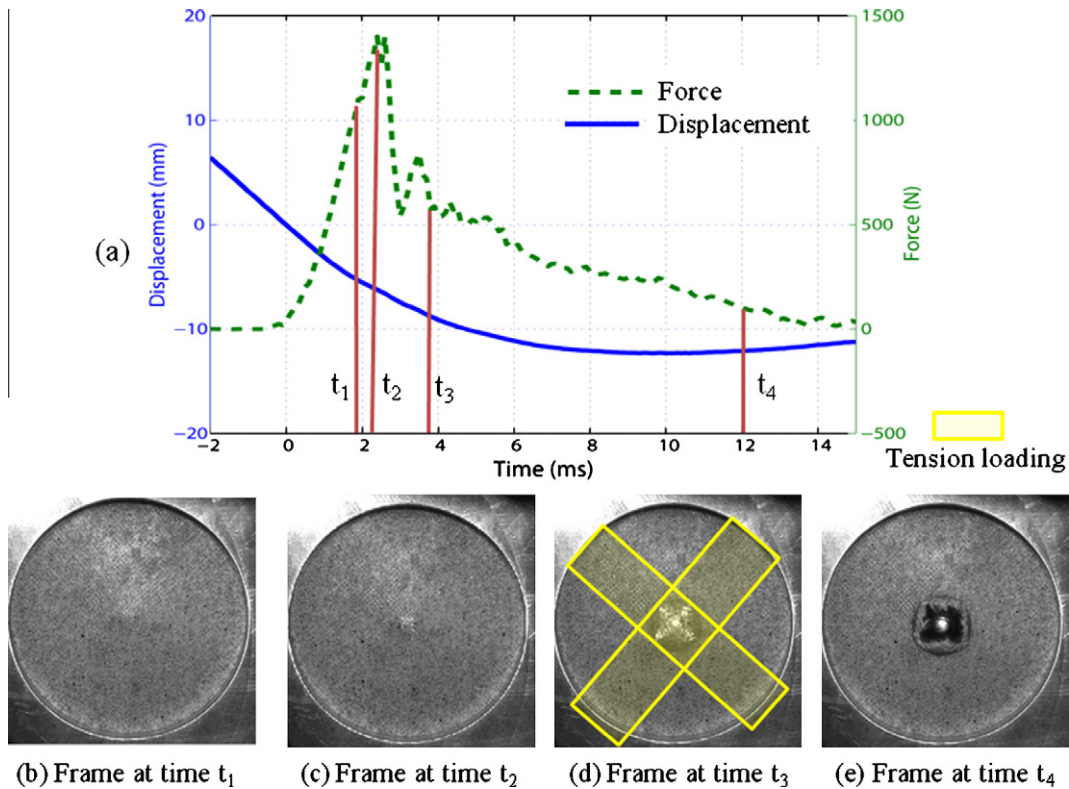 20
1500
Force
Displacement
10
1000
(a)
Displacement (mm)
0
500
Force (N)
−10
0
t1
t2
t3
t4
−20
−500
−2
0
2
4
6
8
10
12
14
Time (ms)
Tension loading
(b) Frame at time t1
(c) Frame at time t2
(d) Frame at time t3
(e) Frame at time t4